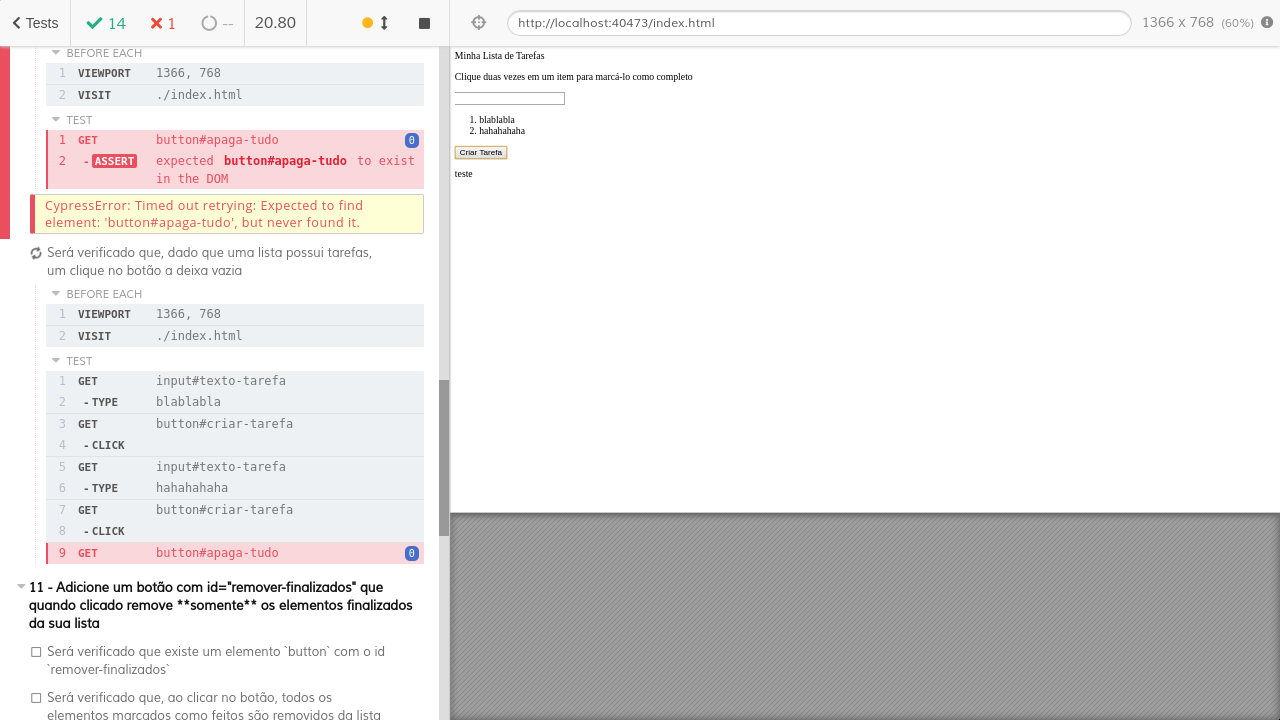 Tests
14
1
--
20.80
http://localhost:40473/index.html
1366 x 768 (60%)
BEFORE EACH
1 VIEWPORT 1366, 768
2 VISIT ./index.html
TEST
1 GET button#apaga-tudo 0
2 - ASSERT expected button#apaga-tudo to exist
in the DOM
CypressError: Timed out retrying: Expected to find
element: 'button#apaga-tudo', but never found it.
Será verificado que, dado que uma lista possui tarefas,
um clique no botão a deixa vazia
BEFORE EACH
1 VIEWPORT 1366, 768
2 VISIT ./index.html
TEST
1 GET input#texto-tarefa
2 - TYPE blablabla
3 GET button#criar-tarefa
4 - CLICK
5 GET input#texto-tarefa
6 - TYPE hahahahaha
7 GET button#criar-tarefa
8 - CLICK
9 GET button#apaga-tudo 0
11 - Adicione um botão com id="remover-finalizados" que
quando clicado remove **somente** os elementos finalizados
da sua lista
Será verificado que existe um elemento `button` com o id
`remover-finalizados`
Será verificado que, ao clicar no botão, todos os
elementos marcados como feitos são removidos da lista
Minha Lista de Tarefas
Clique duas vezes em um item para marcá-lo como completo
1. blablabla
2. hahahahaha
Criar Tarefa
teste